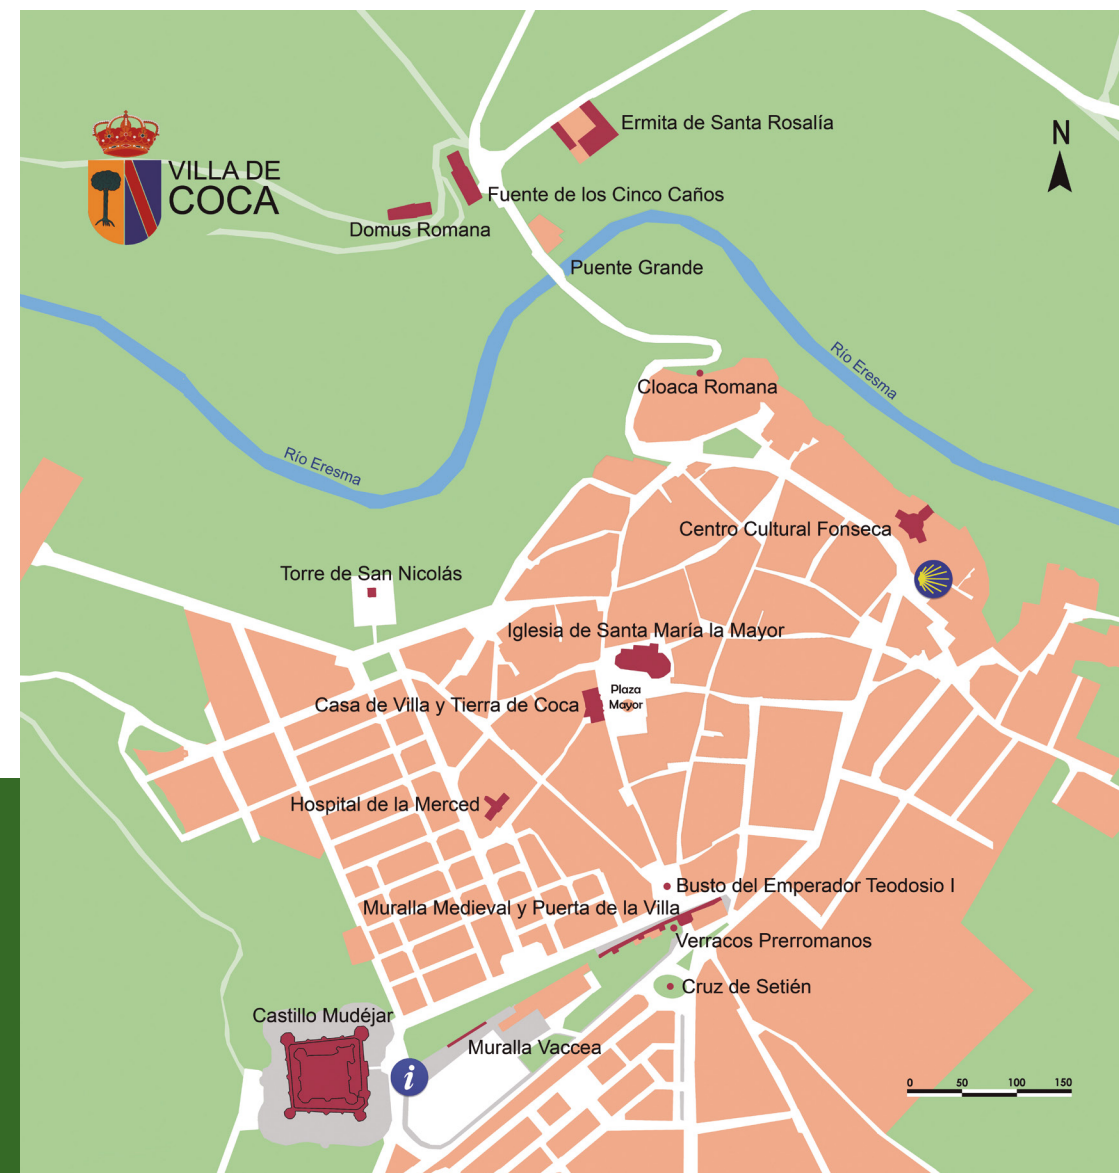 Ermita de Santa Rosalía
N
VILLA DE
COCA
Fuente de los Cinco Caños
Domus Romana
Puente Grande
Río Eresma
Cloaca Romana
Río Eresma
Centro Cultural Fonseca
Torre de San Nicolás
Iglesia de Santa María la Mayor
Plaza
Mayor
Casa de Villa y Tierra de Coca
Hospital de la Merced
Busto del Emperador Teodosio I
Muralla Medieval y Puerta de la Villa
Verracos Prerromanos
Cruz de Setién
Castillo Mudéjar
Muralla Vaccea
i
0 50 100 150